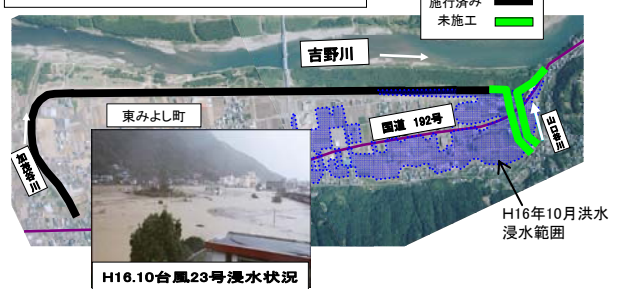 施行済み
未施工
吉野川
東みよし町
国道 192号
加茂谷川
山口谷川
H16年10月洪水
浸水範囲
H16.10台風23号浸水状況